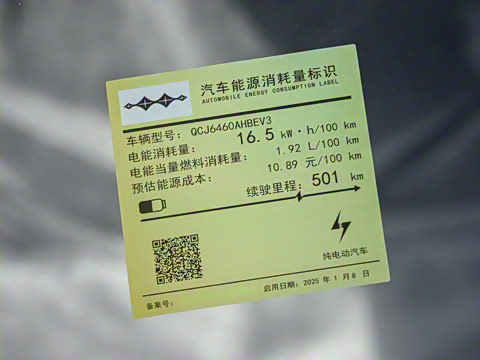 汽车能源消耗量标识
AUTOMOBILE ENERGY CONSUMPTION LABEL
车辆型号: QCJ6460AHBEV3
电能消耗量: 16.5 kW·h/100 km
电能当量燃料消耗量: 1.92 L/100 km
预估能源成本: 10.89 元/100 km
续驶里程: 501 km
纯电动汽车
备案号: 启用日期: 2025 年 1 月 8 日